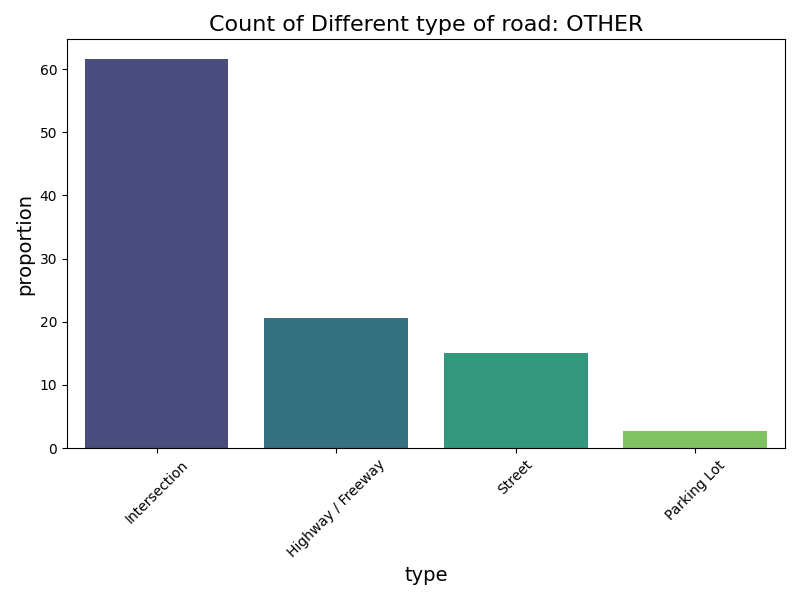 Count of Different type of road: OTHER
proportion
60
50
40
30
20
10
0
Intersection
Highway / Freeway
Street
Parking Lot
type